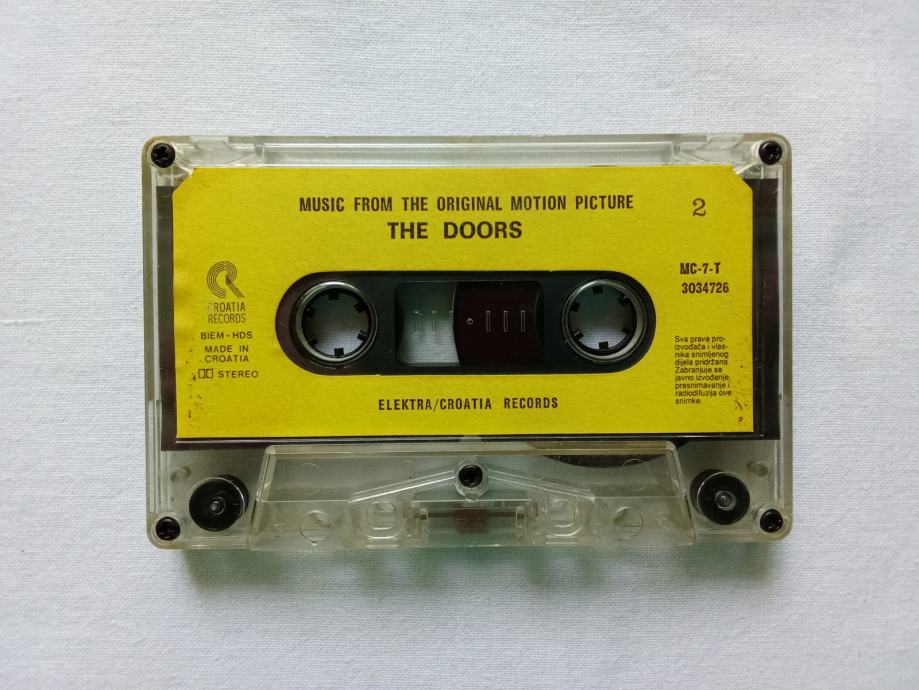 MUSIC FROM THE ORIGINAL MOTION PICTURE
THE DOORS
2
CROATIA
RECORDS
BIEM-HDS
MADE IN
CROATIA
STEREO
MC-7-T
3034726
Sva prava pro-
izvođača i vlas-
nika snimljenog
dijela pridržana
Zabranjuje se
javno izvođenje,
presnimavanje i
radiodifuzija ove
snimke.
ELEKTRA/CROATIA RECORDS